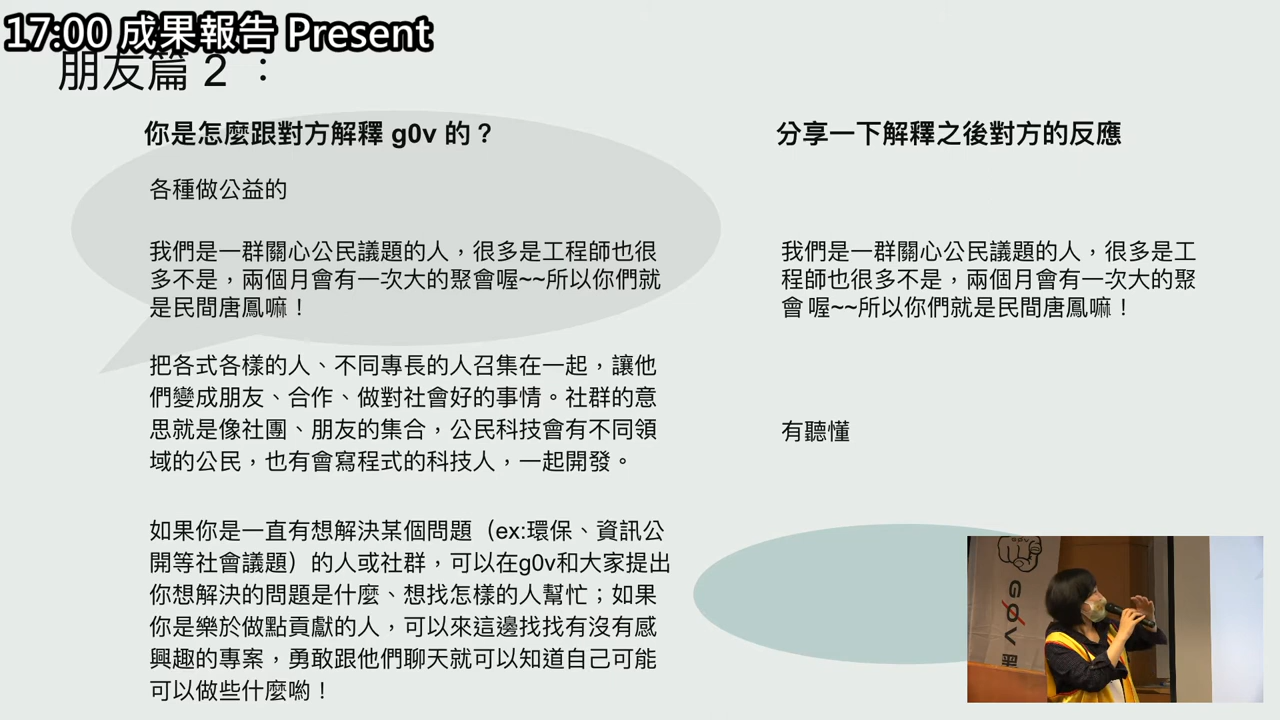 17:00 成果報告 Present
朋友篇 2 ：
你是怎麼跟對方解釋 g0v 的？
各種做公益的
我們是一群關心公民議題的人，很多是工程師也很
多不是，兩個月會有一次大的聚會喔~~所以你們就
是民間唐鳳嘛！
把各式各樣的人、不同專長的人召集在一起，讓他
們變成朋友、合作、做對社會好的事情。社群的意
思就是像社團、朋友的集合，公民科技會有不同領
域的公民，也有會寫程式的科技人，一起開發。
如果你是一直有想解決某個問題（ex:環保、資訊公
開等社會議題）的人或社群，可以在g0v和大家提出
你想解決的問題是什麼、想找怎樣的人幫忙；如果
你是樂於做點貢獻的人，可以來這邊找找有沒有感
興趣的專案，勇敢跟他們聊天就可以知道自己可能
可以做些什麼喲！
分享一下解釋之後對方的反應
我們是一群關心公民議題的人，很多是工
程師也很多不是，兩個月會有一次大的聚
會 喔~~所以你們就是民間唐鳳嘛！
有聽懂
G0V